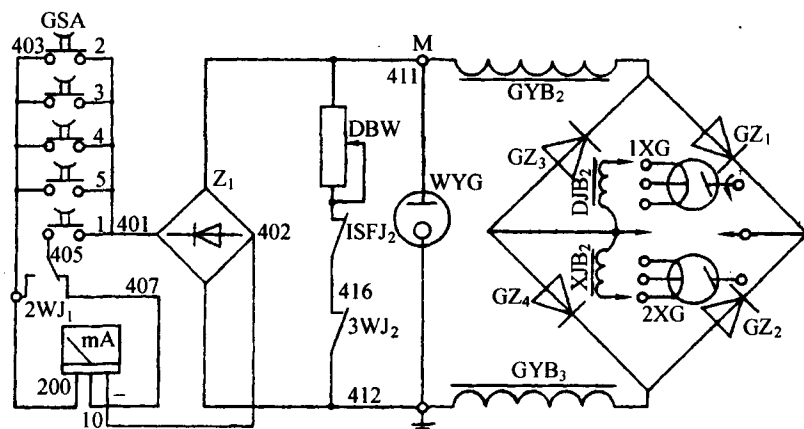 GSA
403
2
3
4
5
1
401
405
407
2WJ₁
mA
200
10
−
Z₁
402
DBW
ISFJ₂
416
3WJ₂
412
M
411
WYG
GYB₂
GZ₃
GZ₁
1XG
DJB₂
XJB₂
GZ₄
2XG
GZ₂
GYB₃